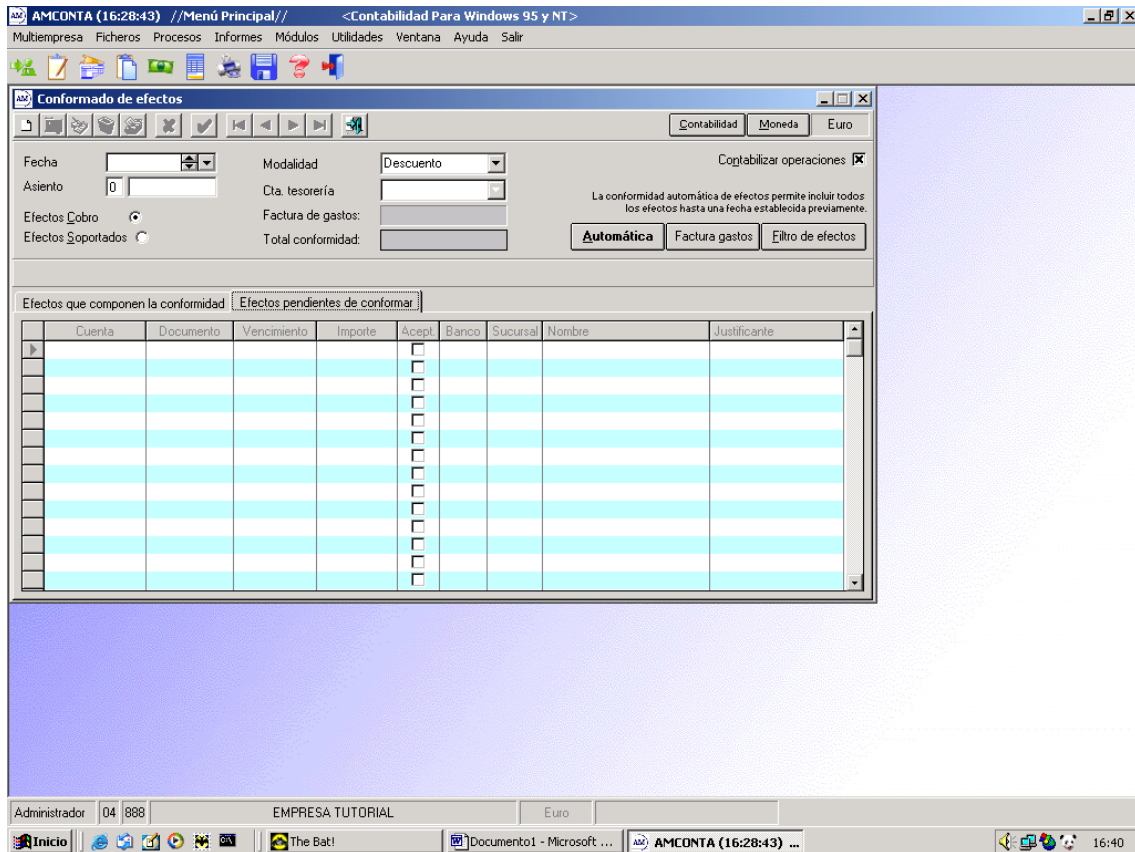 AMCONTA (16:28:43) //Menú Principal// <Contabilidad Para Windows 95 y NT>
Multiempresa Ficheros Procesos Informes Módulos Utilidades Ventana Ayuda Salir
Conformado de efectos
Contabilidad Moneda Euro
Fecha Modalidad Descuento Contabilizar operaciones
Asiento 0 Cta. tesorería
La conformidad automática de efectos permite incluir todos
los efectos hasta una fecha establecida previamente.
Efectos Cobro Factura de gastos:
Efectos Soportados Total conformidad: Automática Factura gastos Filtro de efectos
Efectos que componen la conformidad Efectos pendientes de conformar
Cuenta Documento Vencimiento Importe Acept. Banco Sucursal Nombre Justificante
Administrador 04 888 EMPRESA TUTORIAL Euro
Inicio The Bat! Documento1 - Microsoft ... AMCONTA (16:28:43) ... 16:40